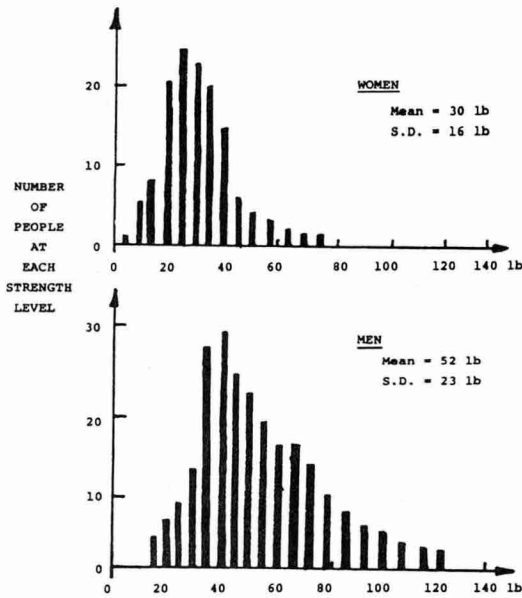 20
10
0
0 20 40 60 80 100 120 140 lb
WOMEN
Mean = 30 lb
S.D. = 16 lb
NUMBER
OF
PEOPLE
AT
EACH
STRENGTH
LEVEL
30
20
10
0
0 20 40 60 80 100 120 140 lb
MEN
Mean = 52 lb
S.D. = 23 lb